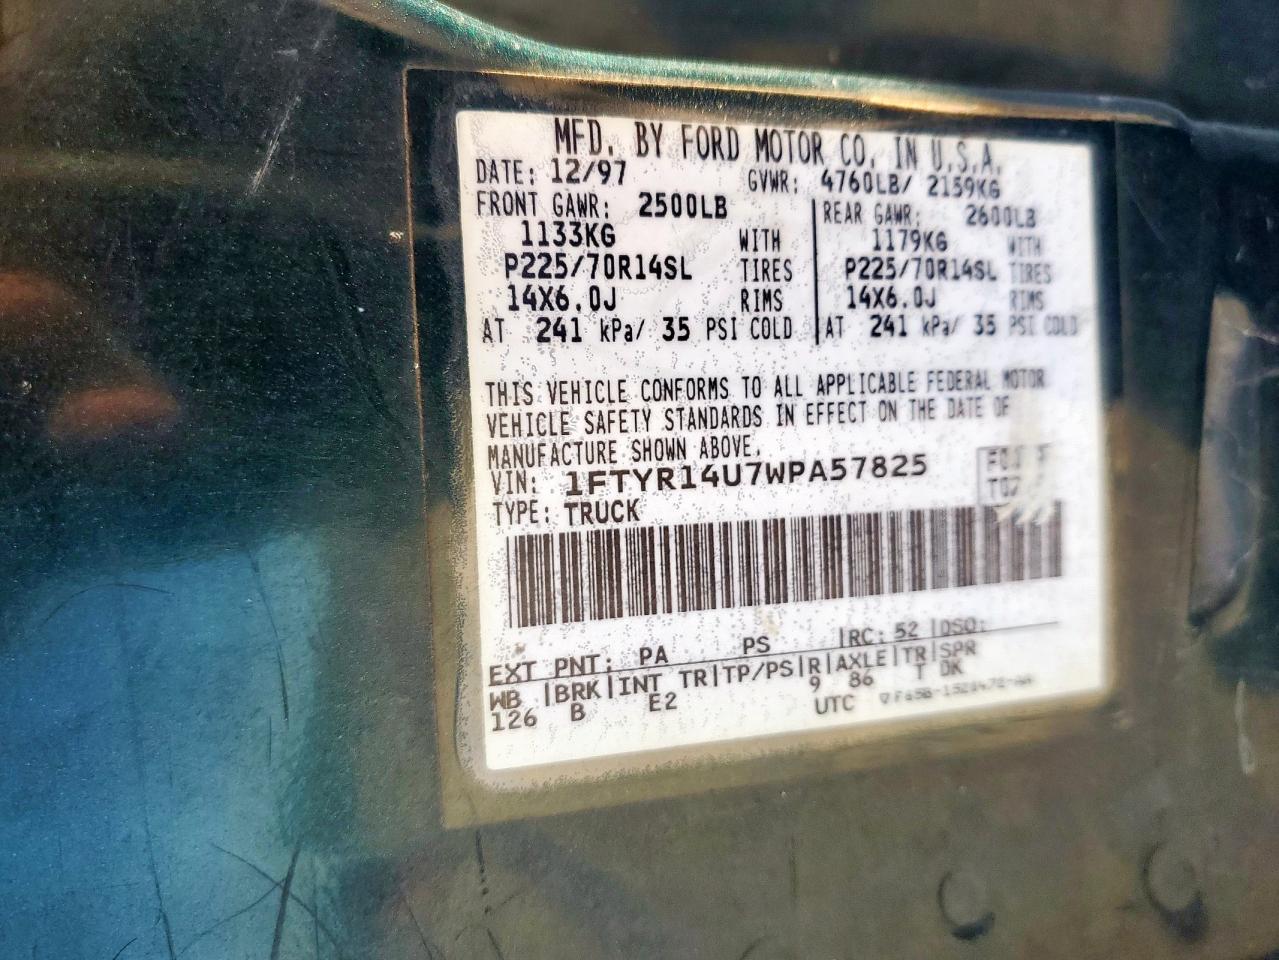 MFD. BY FORD MOTOR CO. IN U.S.A.
DATE: 12/97 GVWR: 4760LB/ 2159KG
FRONT GAWR: 2500LB REAR GAWR: 2600LB
1133KG WITH 1179KG WITH
P225/70R14SL TIRES P225/70R14SL TIRES
14X6.0J RIMS 14X6.0J RIMS
AT 241 kPa/ 35 PSI COLD AT 241 kPa/ 35 PSI COLD
THIS VEHICLE CONFORMS TO ALL APPLICABLE FEDERAL MOTOR
VEHICLE SAFETY STANDARDS IN EFFECT ON THE DATE OF
MANUFACTURE SHOWN ABOVE.
VIN: 1FTYR14U7WPA57825
TYPE: TRUCK
EXT PNT: PA PS |RC: 52 |DSO:
WB |BRK|INT TR|TP/PS|R|AXLE|TR|SPR
126 B E2 9 86 T DK
UTC